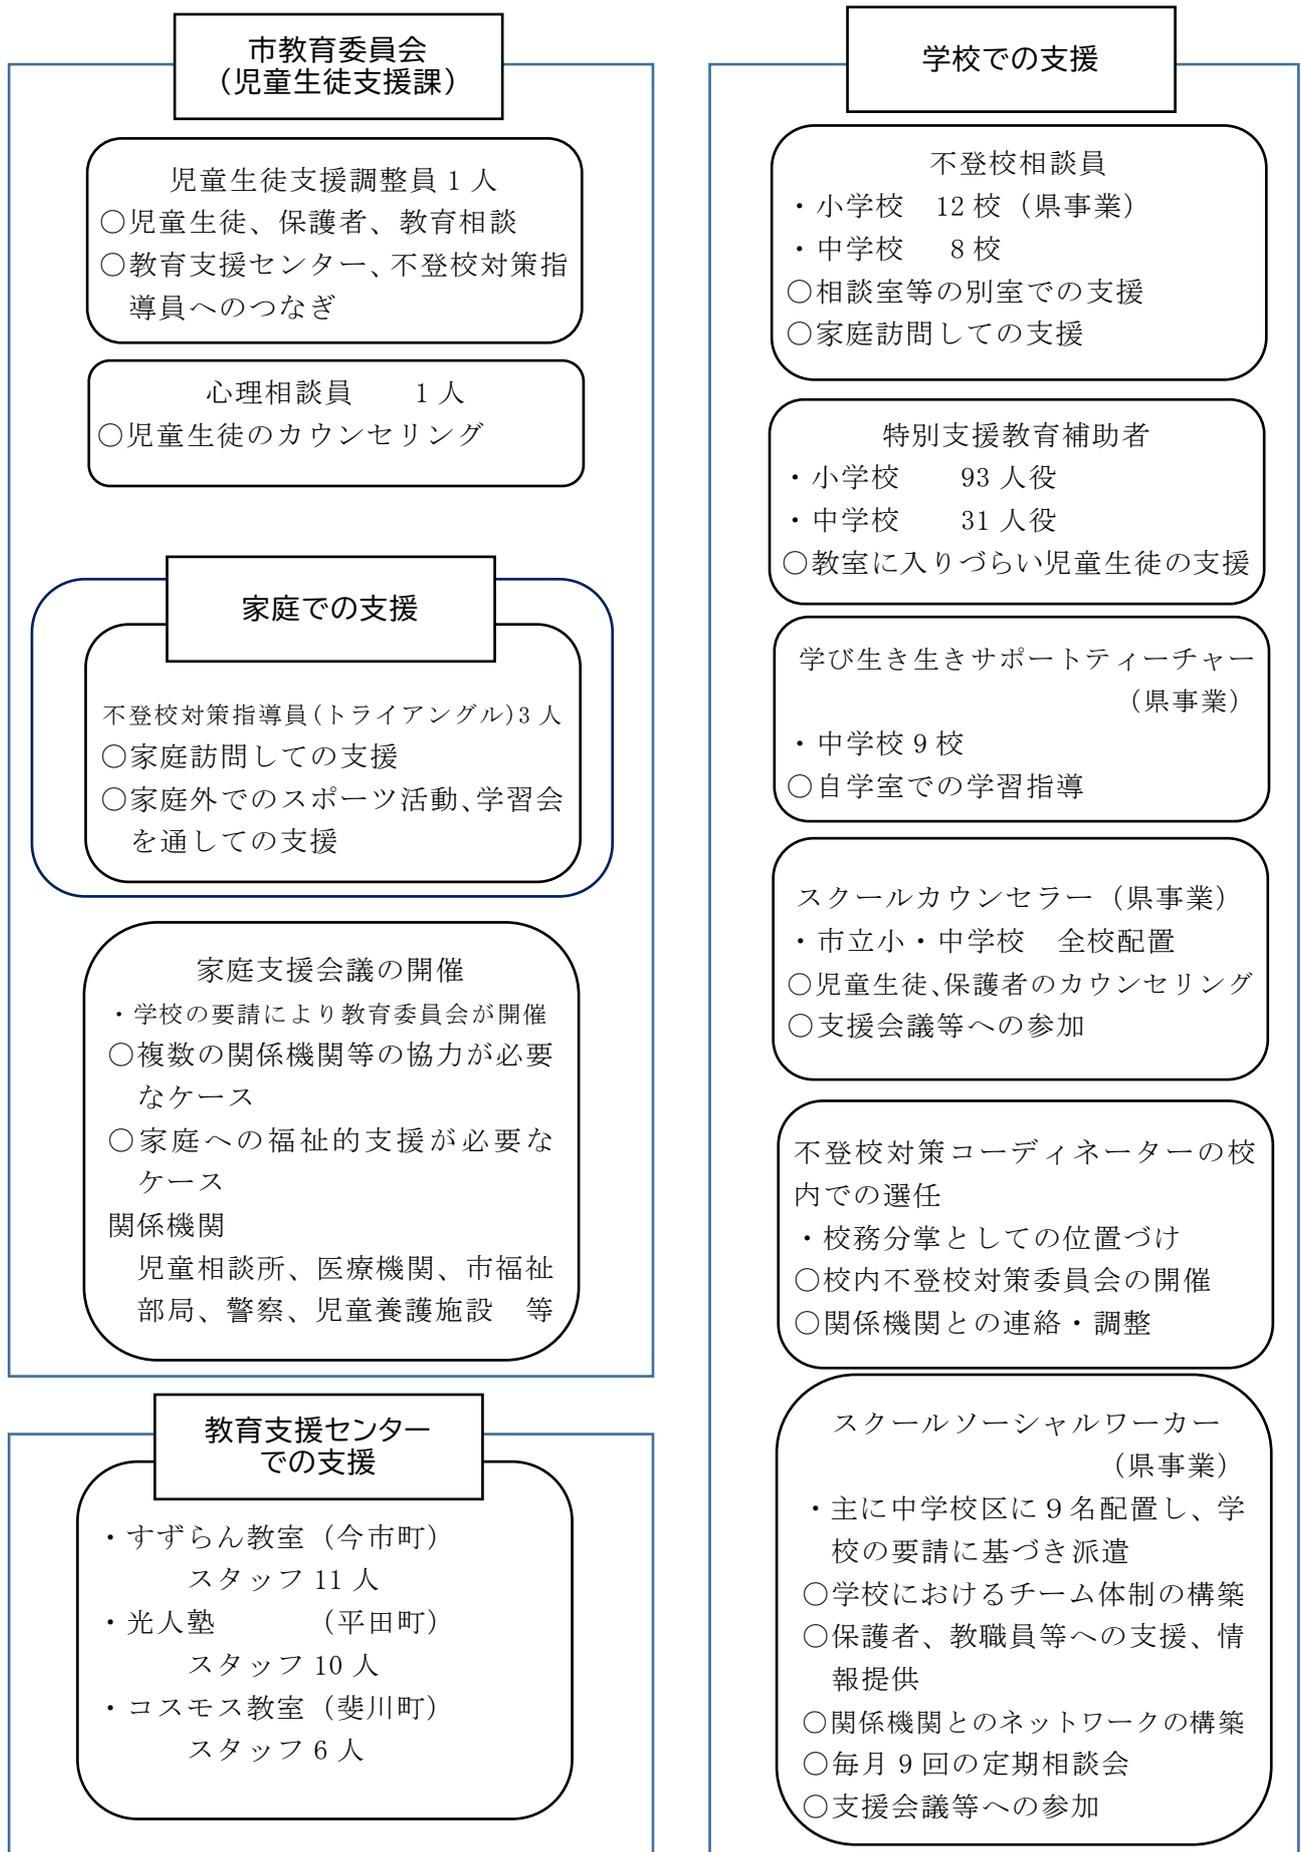 市教育委員会
（児童生徒支援課）
児童生徒支援調整員 1 人
○児童生徒、保護者、教育相談
○教育支援センター、不登校対策指
導員へのつなぎ
心理相談員　　1 人
○児童生徒のカウンセリング
家庭での支援
不登校対策指導員(トライアングル)3 人
○家庭訪問しての支援
○家庭外でのスポーツ活動、学習会
を通しての支援
家庭支援会議の開催
・学校の要請により教育委員会が開催
○複数の関係機関等の協力が必要
なケース
○家庭への福祉的支援が必要な
ケース
関係機関
児童相談所、医療機関、市福祉
部局、警察、児童養護施設　等
教育支援センター
での支援
・すずらん教室（今市町）
スタッフ 11 人
・光人塾　　　（平田町）
スタッフ 10 人
・コスモス教室（斐川町）
スタッフ 6 人
学校での支援
不登校相談員
・小学校　12 校（県事業）
・中学校　 8 校
○相談室等の別室での支援
○家庭訪問しての支援
特別支援教育補助者
・小学校　　93 人役
・中学校　　31 人役
○教室に入りづらい児童生徒の支援
学び生き生きサポートティーチャー
（県事業）
・中学校 9 校
○自学室での学習指導
スクールカウンセラー（県事業）
・市立小・中学校　全校配置
○児童生徒、保護者のカウンセリング
○支援会議等への参加
不登校対策コーディネーターの校
内での選任
・校務分掌としての位置づけ
○校内不登校対策委員会の開催
○関係機関との連絡・調整
スクールソーシャルワーカー
（県事業）
・主に中学校区に９名配置し、学
校の要請に基づき派遣
○学校におけるチーム体制の構築
○保護者、教職員等への支援、情
報提供
○関係機関とのネットワークの構築
○毎月 9 回の定期相談会
○支援会議等への参加